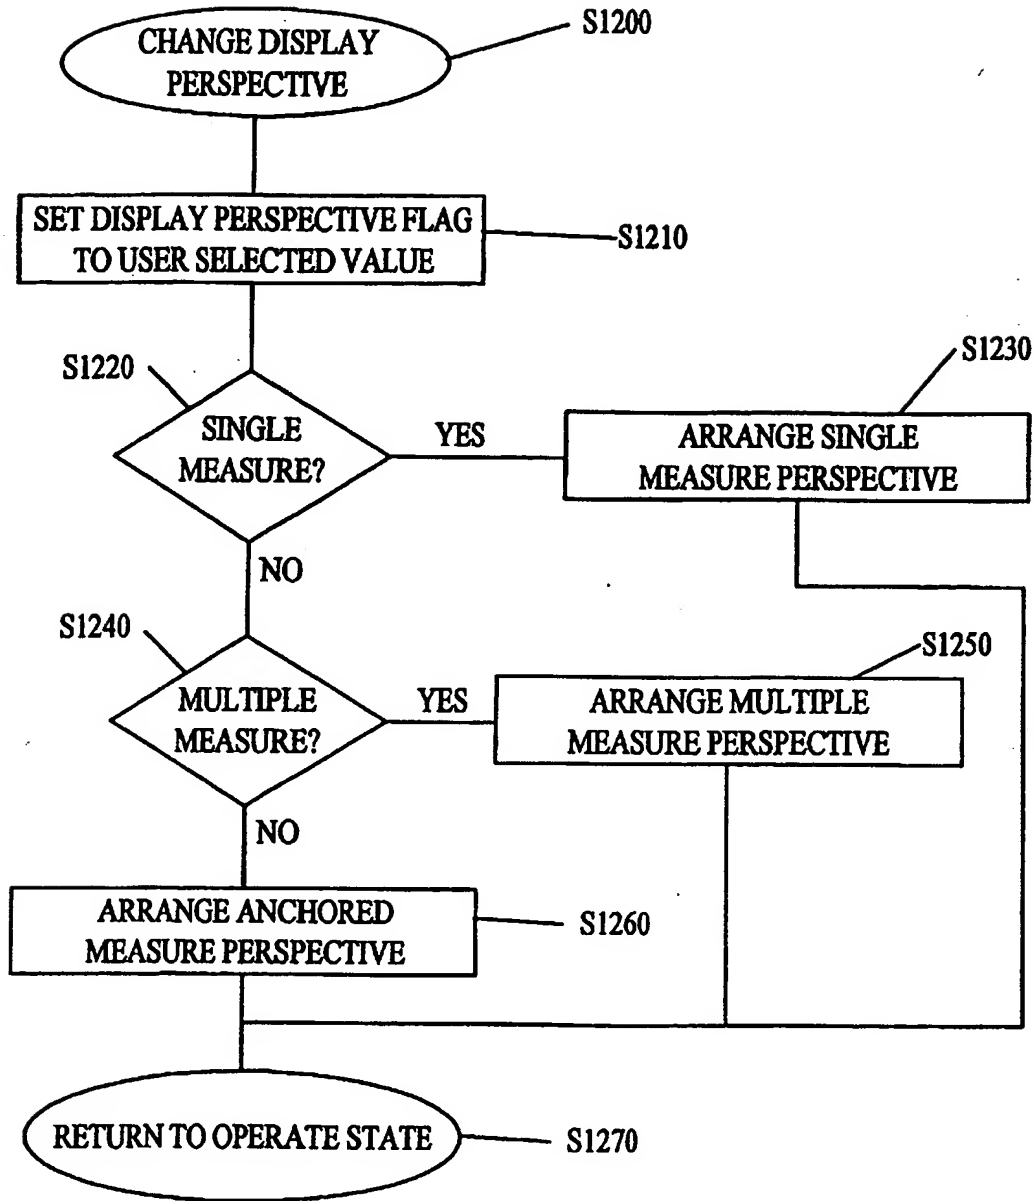 CHANGE DISPLAY
PERSPECTIVE
S1200
SET DISPLAY PERSPECTIVE FLAG
TO USER SELECTED VALUE
S1210
S1220
SINGLE
MEASURE?
YES
S1230
ARRANGE SINGLE
MEASURE PERSPECTIVE
NO
S1240
MULTIPLE
MEASURE?
YES
S1250
ARRANGE MULTIPLE
MEASURE PERSPECTIVE
NO
ARRANGE ANCHORED
MEASURE PERSPECTIVE
S1260
RETURN TO OPERATE STATE
S1270